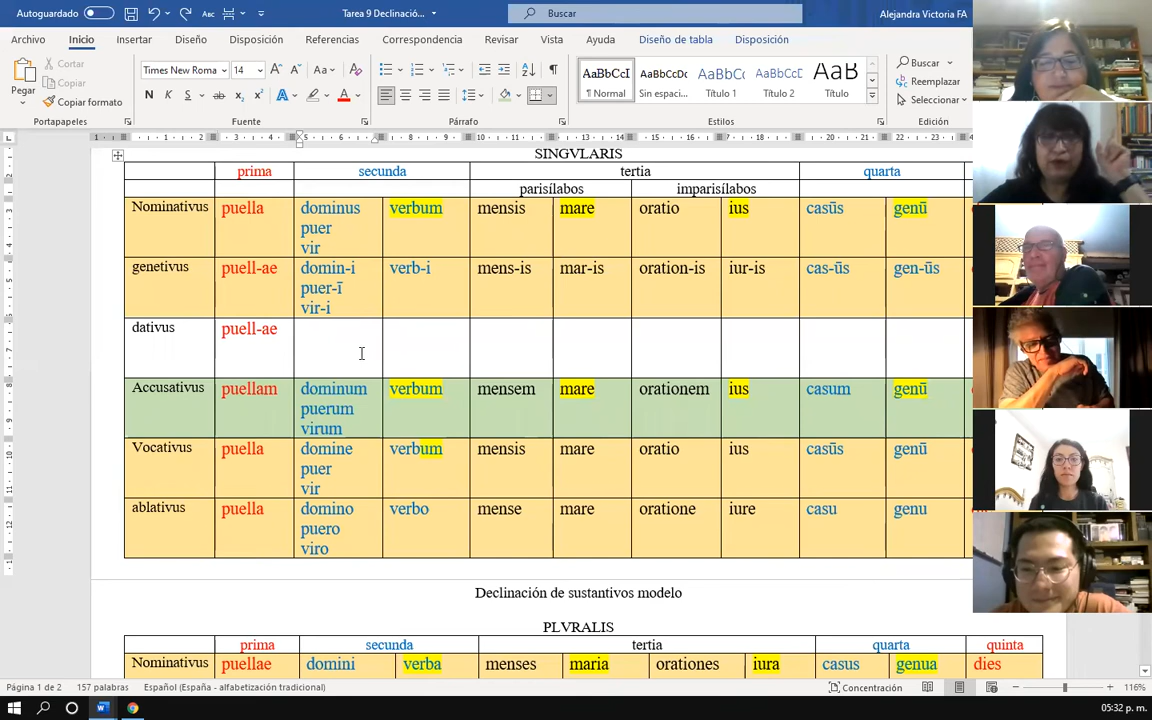 Autoguardado
Tarea 9 Declinació...
Buscar
Alejandra Victoria FA
Archivo Inicio Insertar Diseño Disposición Referencias Correspondencia Revisar Vista Ayuda Diseño de tabla Disposición
Pegar
Cortar
Copiar
Copiar formato
Portapapeles
Times New Roma 14
N K S ab x₂ x²
Fuente
Párrafo
AaBbCcI AaBbCcDc AaBbC( AaBbCcD AaB
¶ Normal Sin espaci... Título 1 Título 2 Título
Estilos
Buscar
Reemplazar
Seleccionar
SINGVLARIS
prima secunda tertia quarta
parisílabos imparisílabos
Nominativus puella dominus verbum mensis mare oratio ius casūs genū
puer
vir
genetivus puell-ae domin-i verb-i mens-is mar-is oration-is iur-is cas-ūs gen-ūs
puer-ī
vir-i
dativus puell-ae
Accusativus puellam dominum verbum mensem mare orationem ius casum genū
puerum
virum
Vocativus puella domine verbum mensis mare oratio ius casūs genū
puer
vir
ablativus puella domino verbo mense mare oratione iure casu genu
puero
viro
Declinación de sustantivos modelo
PLVRALIS
prima secunda tertia quarta quinta
Nominativus puellae domini verba menses maria orationes iura casus genua dies
Página 1 de 2 157 palabras Español (España - alfabetización tradicional)
Concentración
116%
05:32 p. m.